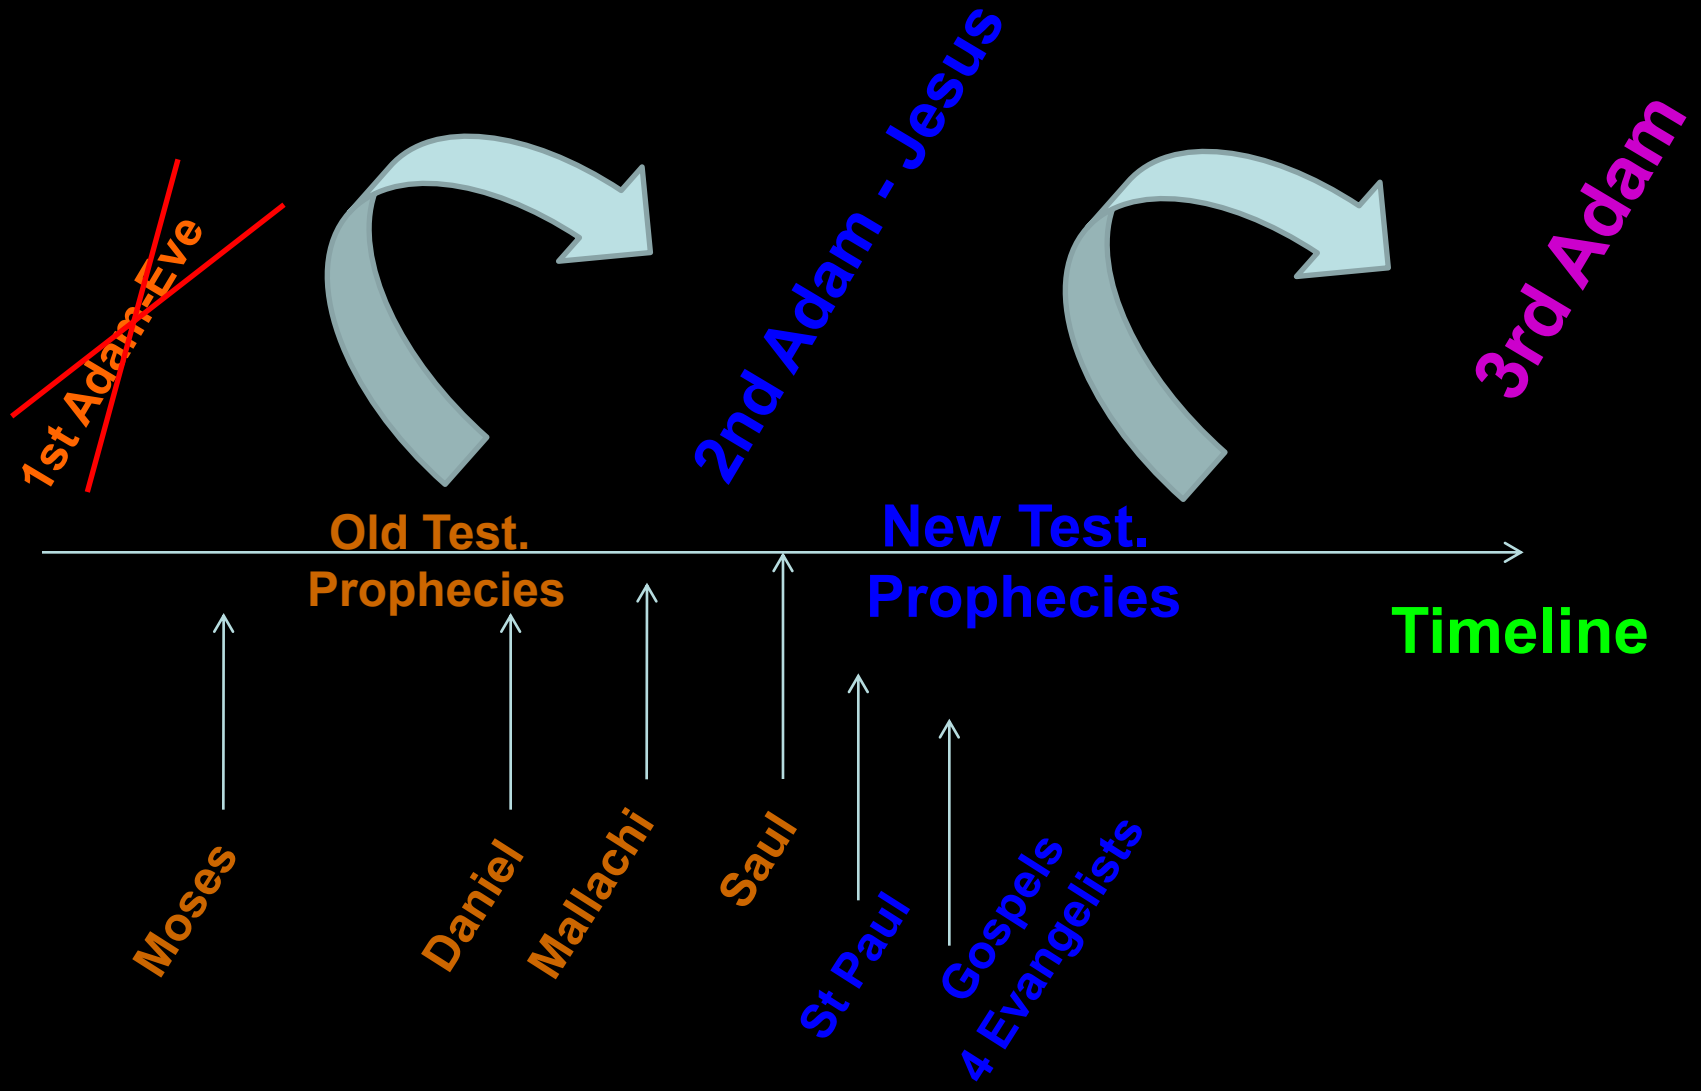 1st Adam-Eve
2nd Adam - Jesus
3rd Adam
Old Test.
Prophecies
New Test.
Prophecies
Timeline
Moses
Daniel
Mallachi
Saul
St Paul
Gospels
4 Evangelists